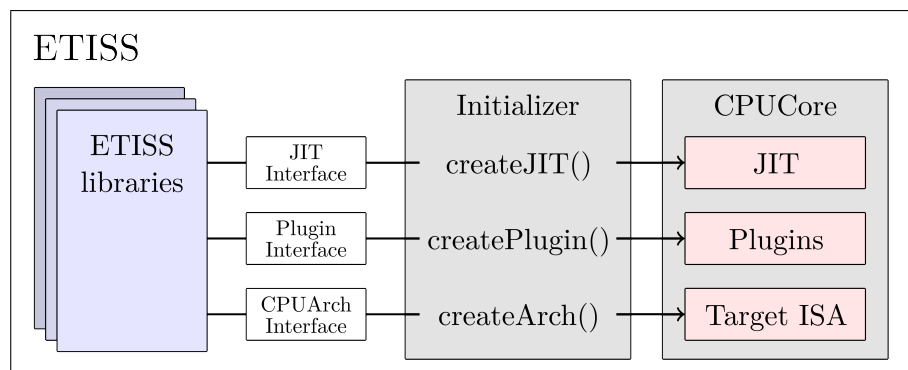 ETISS
ETISS
libraries
JIT
Interface
Plugin
Interface
CPUArch
Interface
Initializer
createJIT()
createPlugin()
createArch()
CPUCore
JIT
Plugins
Target ISA